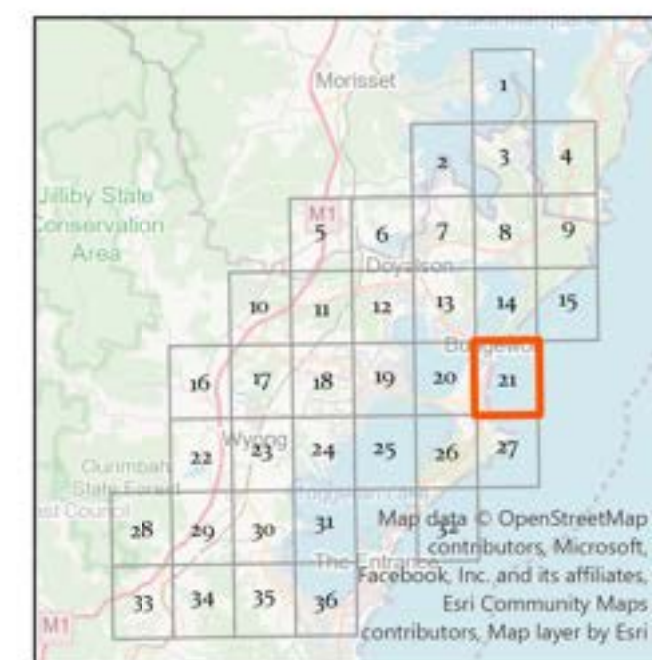 Morisset
1
2
3
4
Jilliby State
Conservation
Area
M1
5
6
7
8
9
Doyalson
10
11
12
13
14
15
16
17
18
19
20
21
Wyong
22
23
24
25
26
27
Ourimbah
State Forest
28
29
30
31
32
The Entrance
33
34
35
36
M1
Map data © OpenStreetMap
contributors, Microsoft,
Facebook, Inc. and its affiliates,
Esri Community Maps
contributors, Map layer by Esri